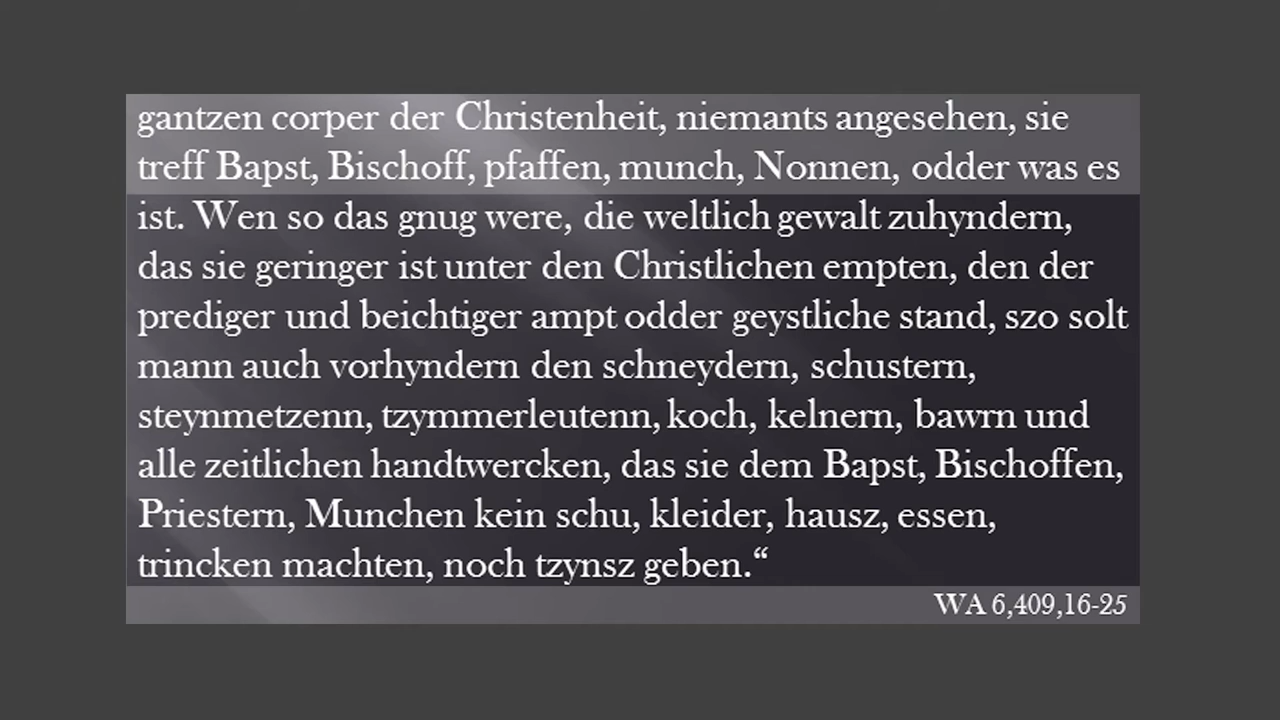 gantzen corper der Christenheit, niemants angesehen, sie
treff Bapst, Bischoff, pfaffen, munch, Nonnen, odder was es
ist. Wen so das gnug were, die weltlich gewalt zuhyndern,
das sie geringer ist unter den Christlichen empten, den der
prediger und beichtiger ampt odder geystliche stand, szo solt
mann auch vorhyndern den schneydern, schustern,
steynmetzenn, tzymmerleutenn, koch, kelnern, bawrn und
alle zeitlichen handtwercken, das sie dem Bapst, Bischoffen,
Priestern, Munchen kein schu, kleider, hausz, essen,
trincken machten, noch tzynsz geben.“
WA 6,409,16-25